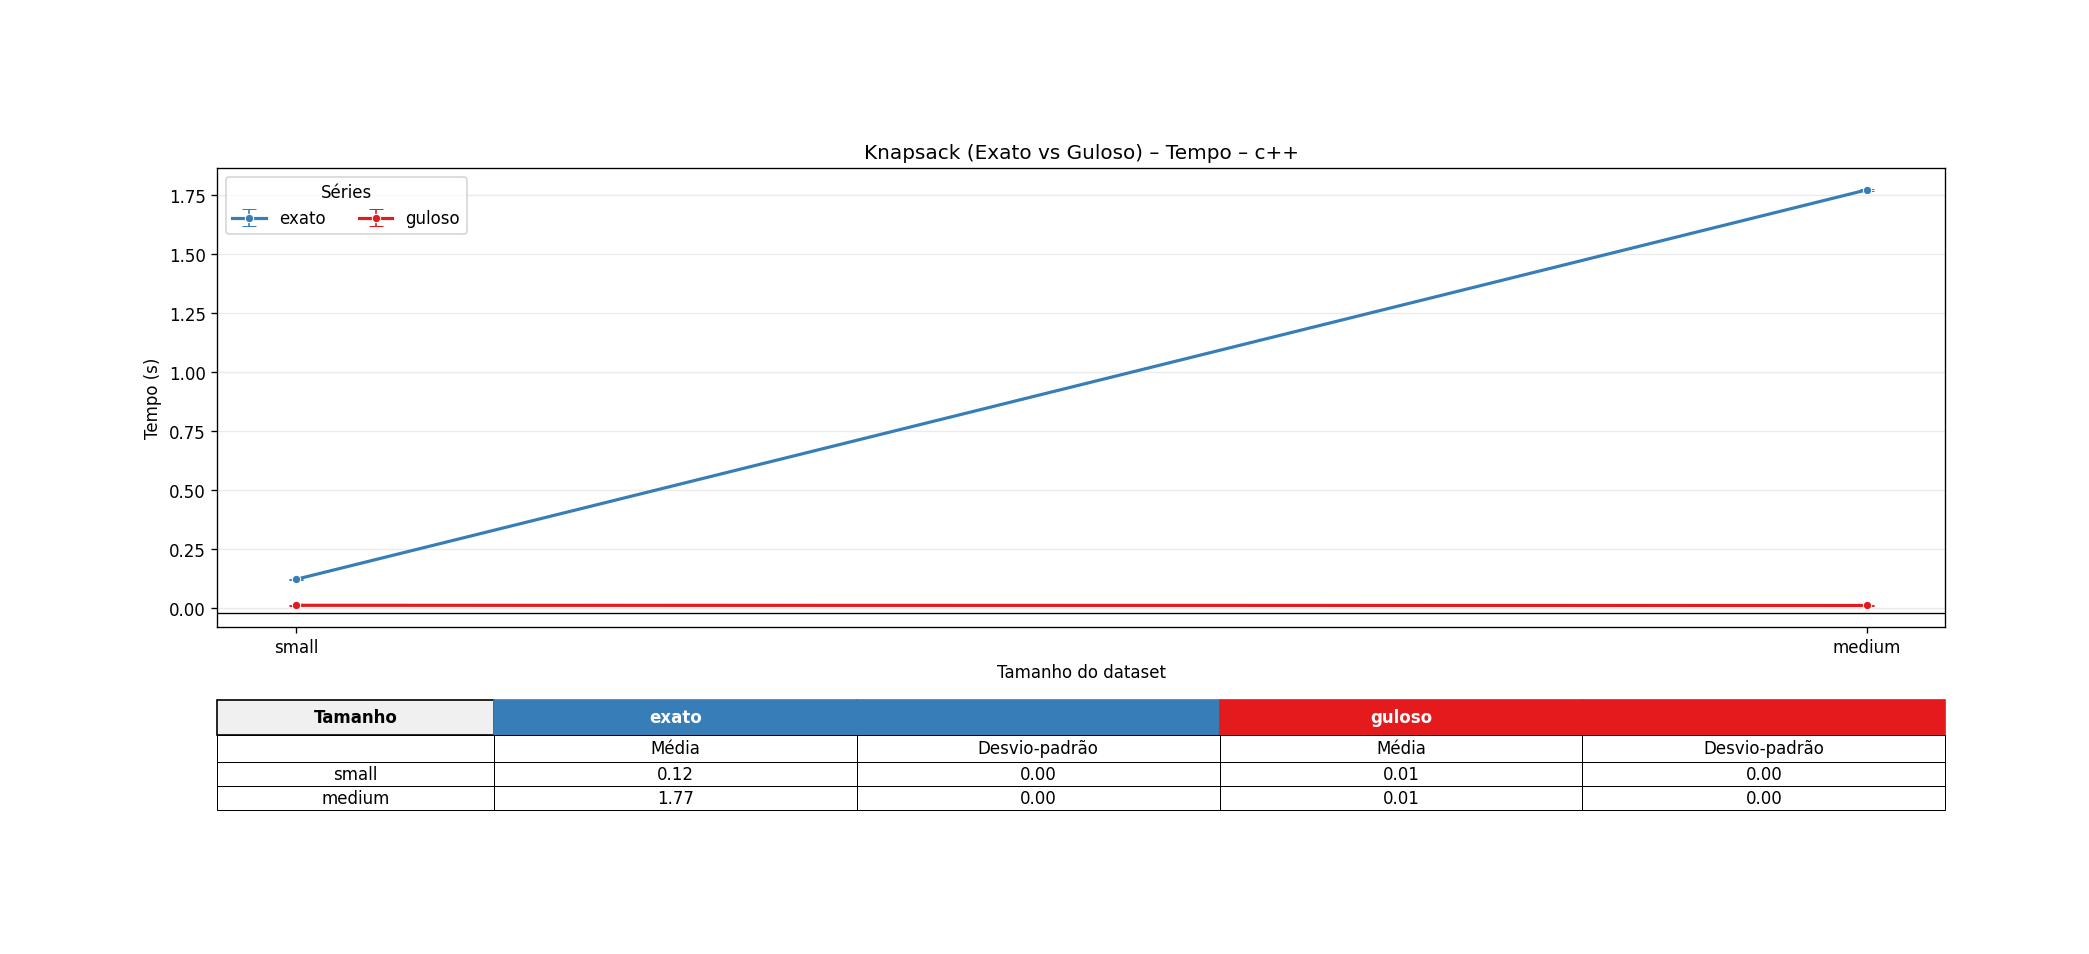 Knapsack (Exato vs Guloso) – Tempo – c++
Séries
exato guloso
1.75
1.50
1.25
1.00
0.75
0.50
0.25
0.00
Tempo (s)
small medium
Tamanho do dataset
Tamanho exato guloso
Média Desvio-padrão Média Desvio-padrão
small 0.12 0.00 0.01 0.00
medium 1.77 0.00 0.01 0.00